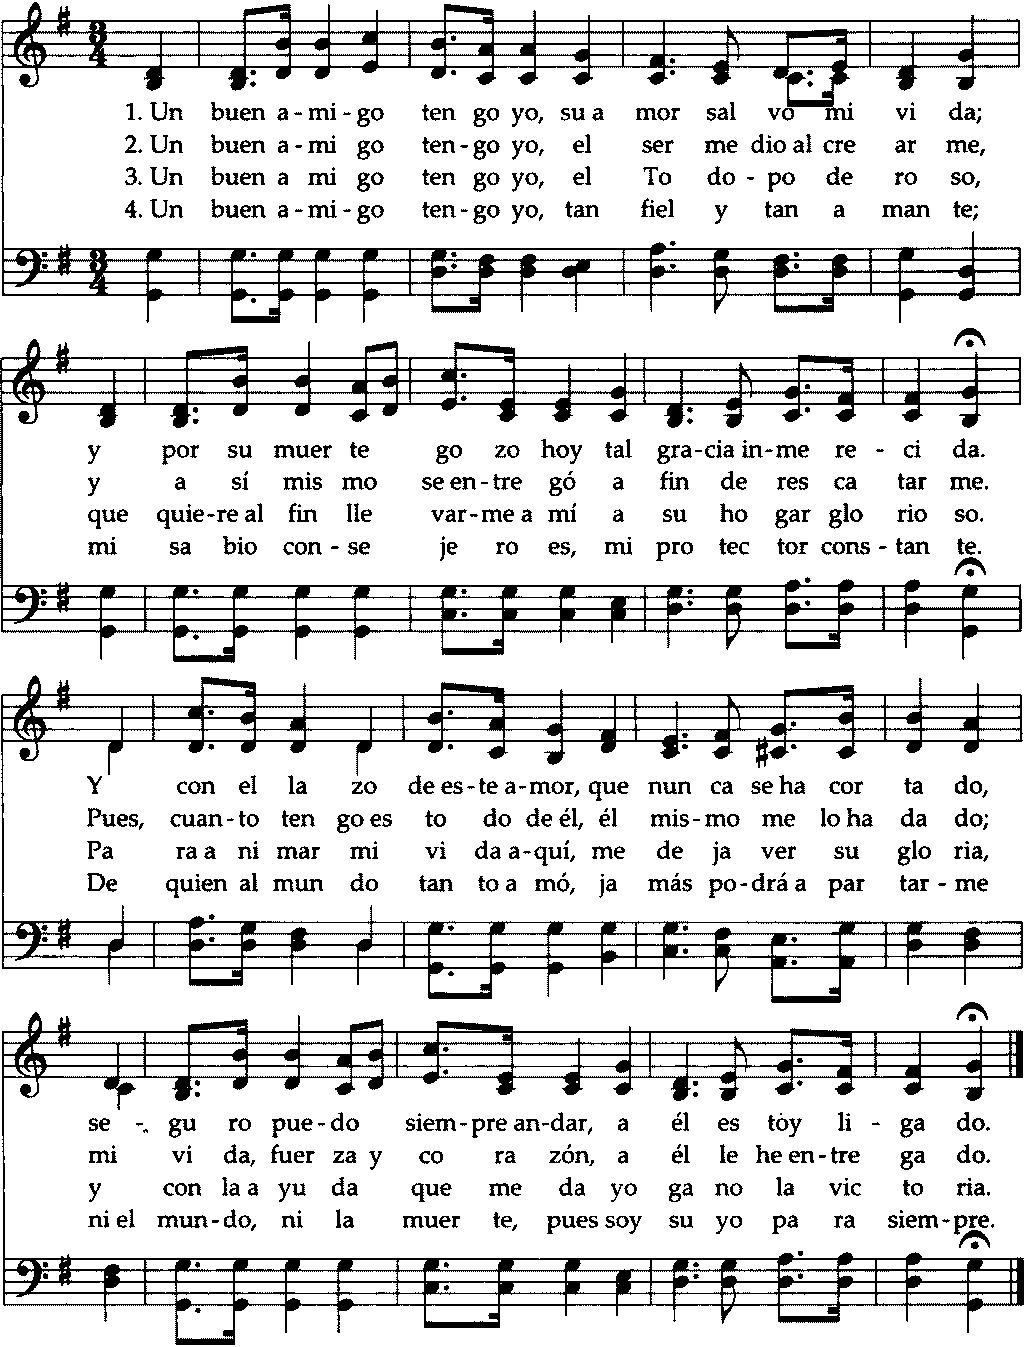 1. Un buen a-mi-go ten go yo, su a mor sal vó mi vi da;
2. Un buen a-mi go ten-go yo, el ser me dio al cre ar me,
3. Un buen a mi go ten go yo, el To do-po de ro so,
4. Un buen a-mi-go ten-go yo, tan fiel y tan a man te;
y por su muer te go zo hoy tal gra-cia in-me re-ci da.
y a sí mis mo se en-tre gó a fin de res ca tar me.
que quie-re al fin lle var-me a mí a su ho gar glo rio so.
mi sa bio con-se je ro es, mi pro tec tor cons-tan te.
Y con el la zo de es-te a-mor, que nun ca se ha cor ta do,
Pues, cuan-to ten go es to do de él, él mis-mo me lo ha da do;
Pa ra a ni mar mi vi da a-quí, me de ja ver su glo ria,
De quien al mun do tan to a mó, ja más po-drá a par tar-me
se-gu ro pue-do siem-pre an-dar, a él es toy li-ga do.
mi vi da, fuer za y co ra zón, a él le he en-tre ga do.
y con la a yu da que me da yo ga no la vic to ria.
ni el mun-do, ni la muer te, pues soy su yo pa ra siem-pre.